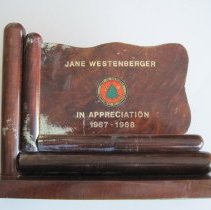 JANE WESTENBERGER
IN APPRECIATION
1967 - 1968